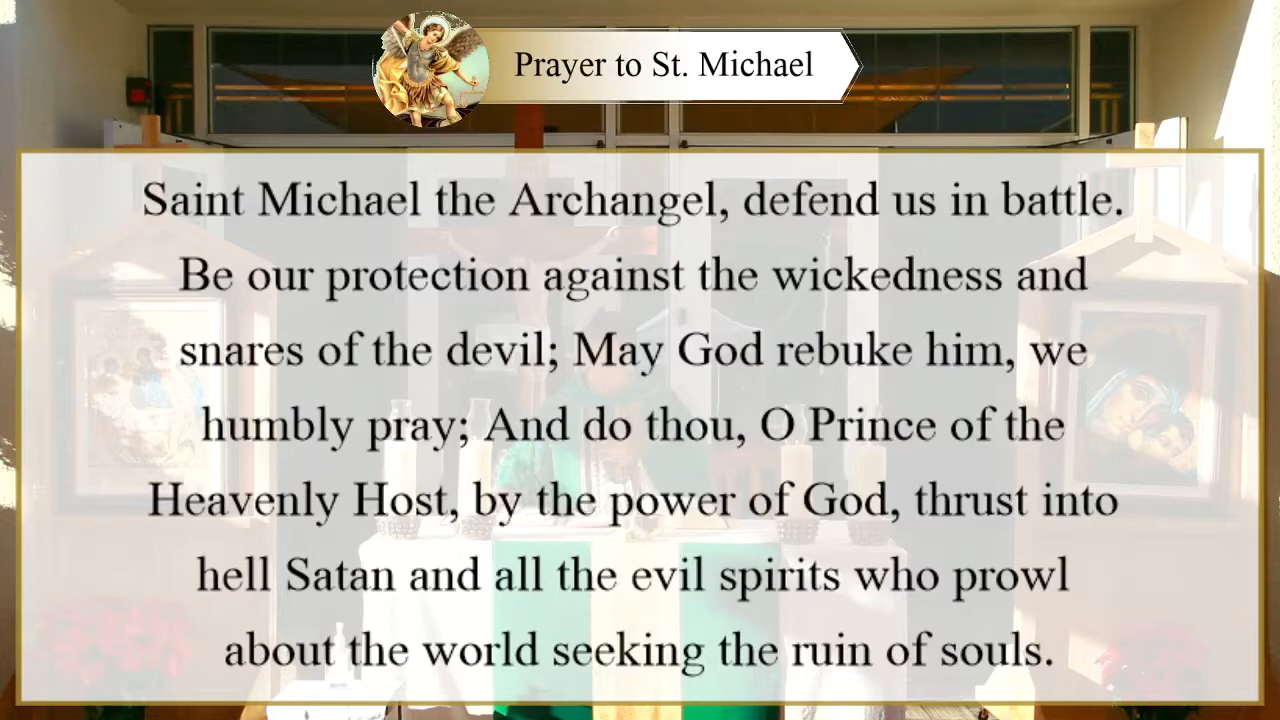 Prayer to St. Michael
Saint Michael the Archangel, defend us in battle.
Be our protection against the wickedness and
snares of the devil; May God rebuke him, we
humbly pray; And do thou, O Prince of the
Heavenly Host, by the power of God, thrust into
hell Satan and all the evil spirits who prowl
about the world seeking the ruin of souls.